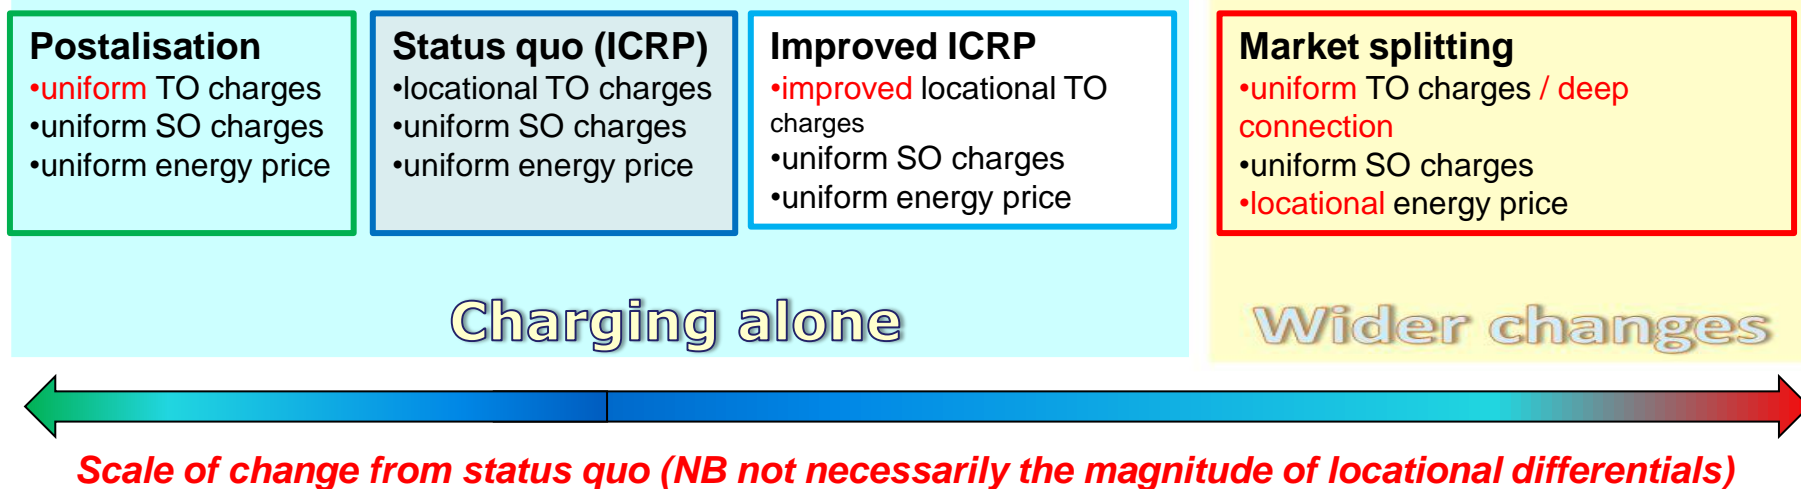 Postalisation
•uniform TO charges
•uniform SO charges
•uniform energy price
Status quo (ICRP)
•locational TO charges
•uniform SO charges
•uniform energy price
Improved ICRP
•improved locational TO
charges
•uniform SO charges
•uniform energy price
Market splitting
•uniform TO charges / deep
connection
•uniform SO charges
•locational energy price
Charging alone
Wider changes
Scale of change from status quo (NB not necessarily the magnitude of locational differentials)